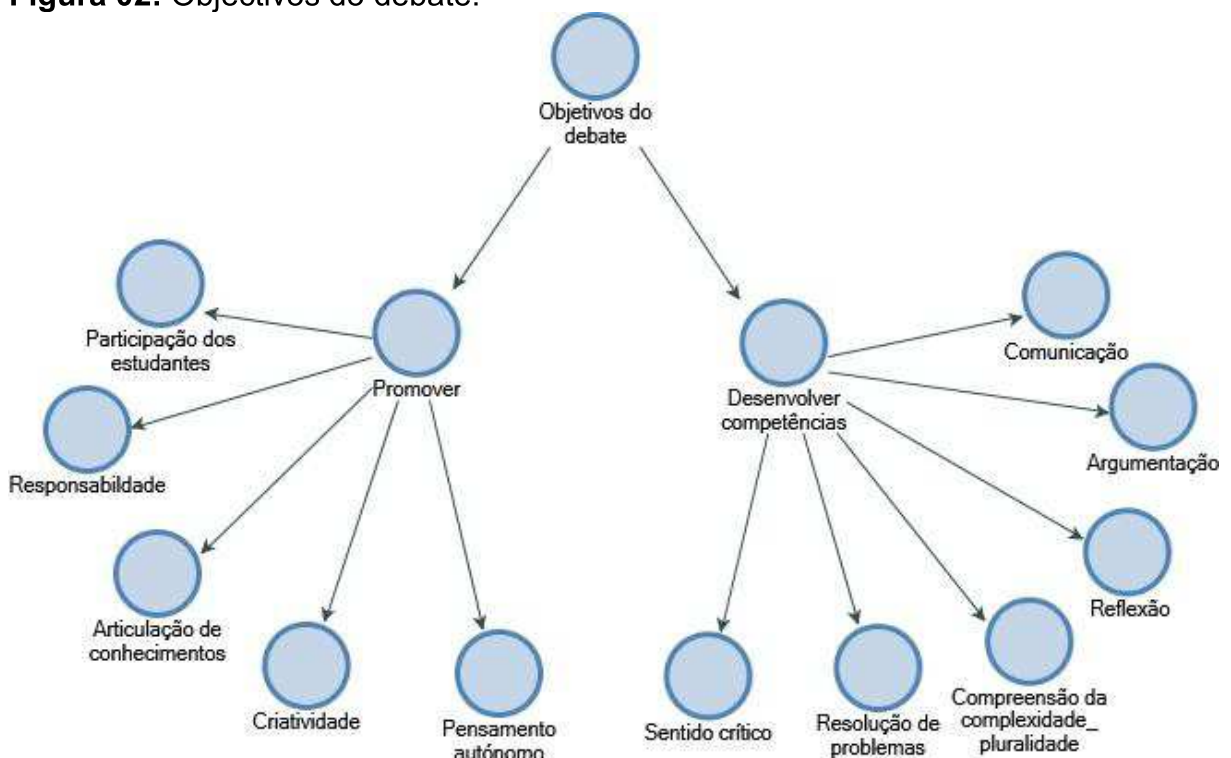 Figura 02: Objectivos do debate.
Objetivos do
debate
Participação dos
estudantes
Promover
Responsabildade
Articulação de
conhecimentos
Criatividade
Pensamento
autónomo
Desenvolver
competências
Comunicação
Argumentação
Reflexão
Compreensão da
complexidade_
pluralidade
Resolução de
problemas
Sentido crítico